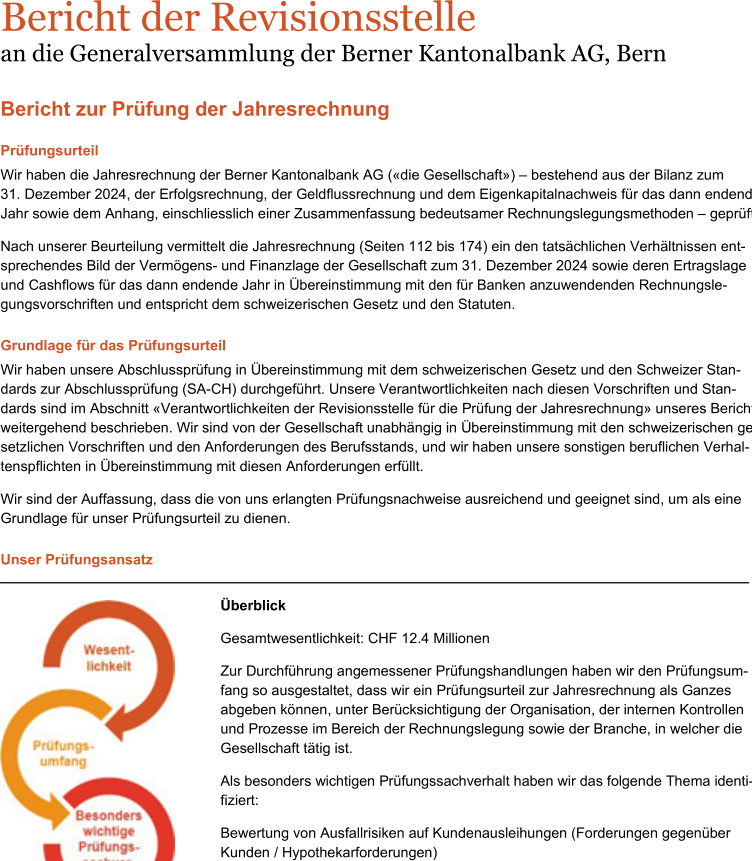 Bericht der Revisionsstelle
an die Generalversammlung der Berner Kantonalbank AG, Bern
Bericht zur Prüfung der Jahresrechnung
Prüfungsurteil
Wir haben die Jahresrechnung der Berner Kantonalbank AG («die Gesellschaft») – bestehend aus der Bilanz zum
31. Dezember 2024, der Erfolgsrechnung, der Geldflussrechnung und dem Eigenkapitalnachweis für das dann endend
Jahr sowie dem Anhang, einschliesslich einer Zusammenfassung bedeutsamer Rechnungslegungsmethoden – geprüft
Nach unserer Beurteilung vermittelt die Jahresrechnung (Seiten 112 bis 174) ein den tatsächlichen Verhältnissen ent-
sprechendes Bild der Vermögens- und Finanzlage der Gesellschaft zum 31. Dezember 2024 sowie deren Ertragslage
und Cashflows für das dann endende Jahr in Übereinstimmung mit den für Banken anzuwendenden Rechnungsle-
gungsvorschriften und entspricht dem schweizerischen Gesetz und den Statuten.
Grundlage für das Prüfungsurteil
Wir haben unsere Abschlussprüfung in Übereinstimmung mit dem schweizerischen Gesetz und den Schweizer Stan-
dards zur Abschlussprüfung (SA-CH) durchgeführt. Unsere Verantwortlichkeiten nach diesen Vorschriften und Stan-
dards sind im Abschnitt «Verantwortlichkeiten der Revisionsstelle für die Prüfung der Jahresrechnung» unseres Berich
weitergehend beschrieben. Wir sind von der Gesellschaft unabhängig in Übereinstimmung mit den schweizerischen ge
setzlichen Vorschriften und den Anforderungen des Berufsstands, und wir haben unsere sonstigen beruflichen Verhal-
tenspflichten in Übereinstimmung mit diesen Anforderungen erfüllt.
Wir sind der Auffassung, dass die von uns erlangten Prüfungsnachweise ausreichend und geeignet sind, um als eine
Grundlage für unser Prüfungsurteil zu dienen.
Unser Prüfungsansatz
Wesent-
lichkeit
Prüfungs-
umfang
Besonders
wichtige
Prüfungs-
Überblick
Gesamtwesentlichkeit: CHF 12.4 Millionen
Zur Durchführung angemessener Prüfungshandlungen haben wir den Prüfungsum-
fang so ausgestaltet, dass wir ein Prüfungsurteil zur Jahresrechnung als Ganzes
abgeben können, unter Berücksichtigung der Organisation, der internen Kontrollen
und Prozesse im Bereich der Rechnungslegung sowie der Branche, in welcher die
Gesellschaft tätig ist.
Als besonders wichtigen Prüfungssachverhalt haben wir das folgende Thema identi-
fiziert:
Bewertung von Ausfallrisiken auf Kundenausleihungen (Forderungen gegenüber
Kunden / Hypothekarforderungen)